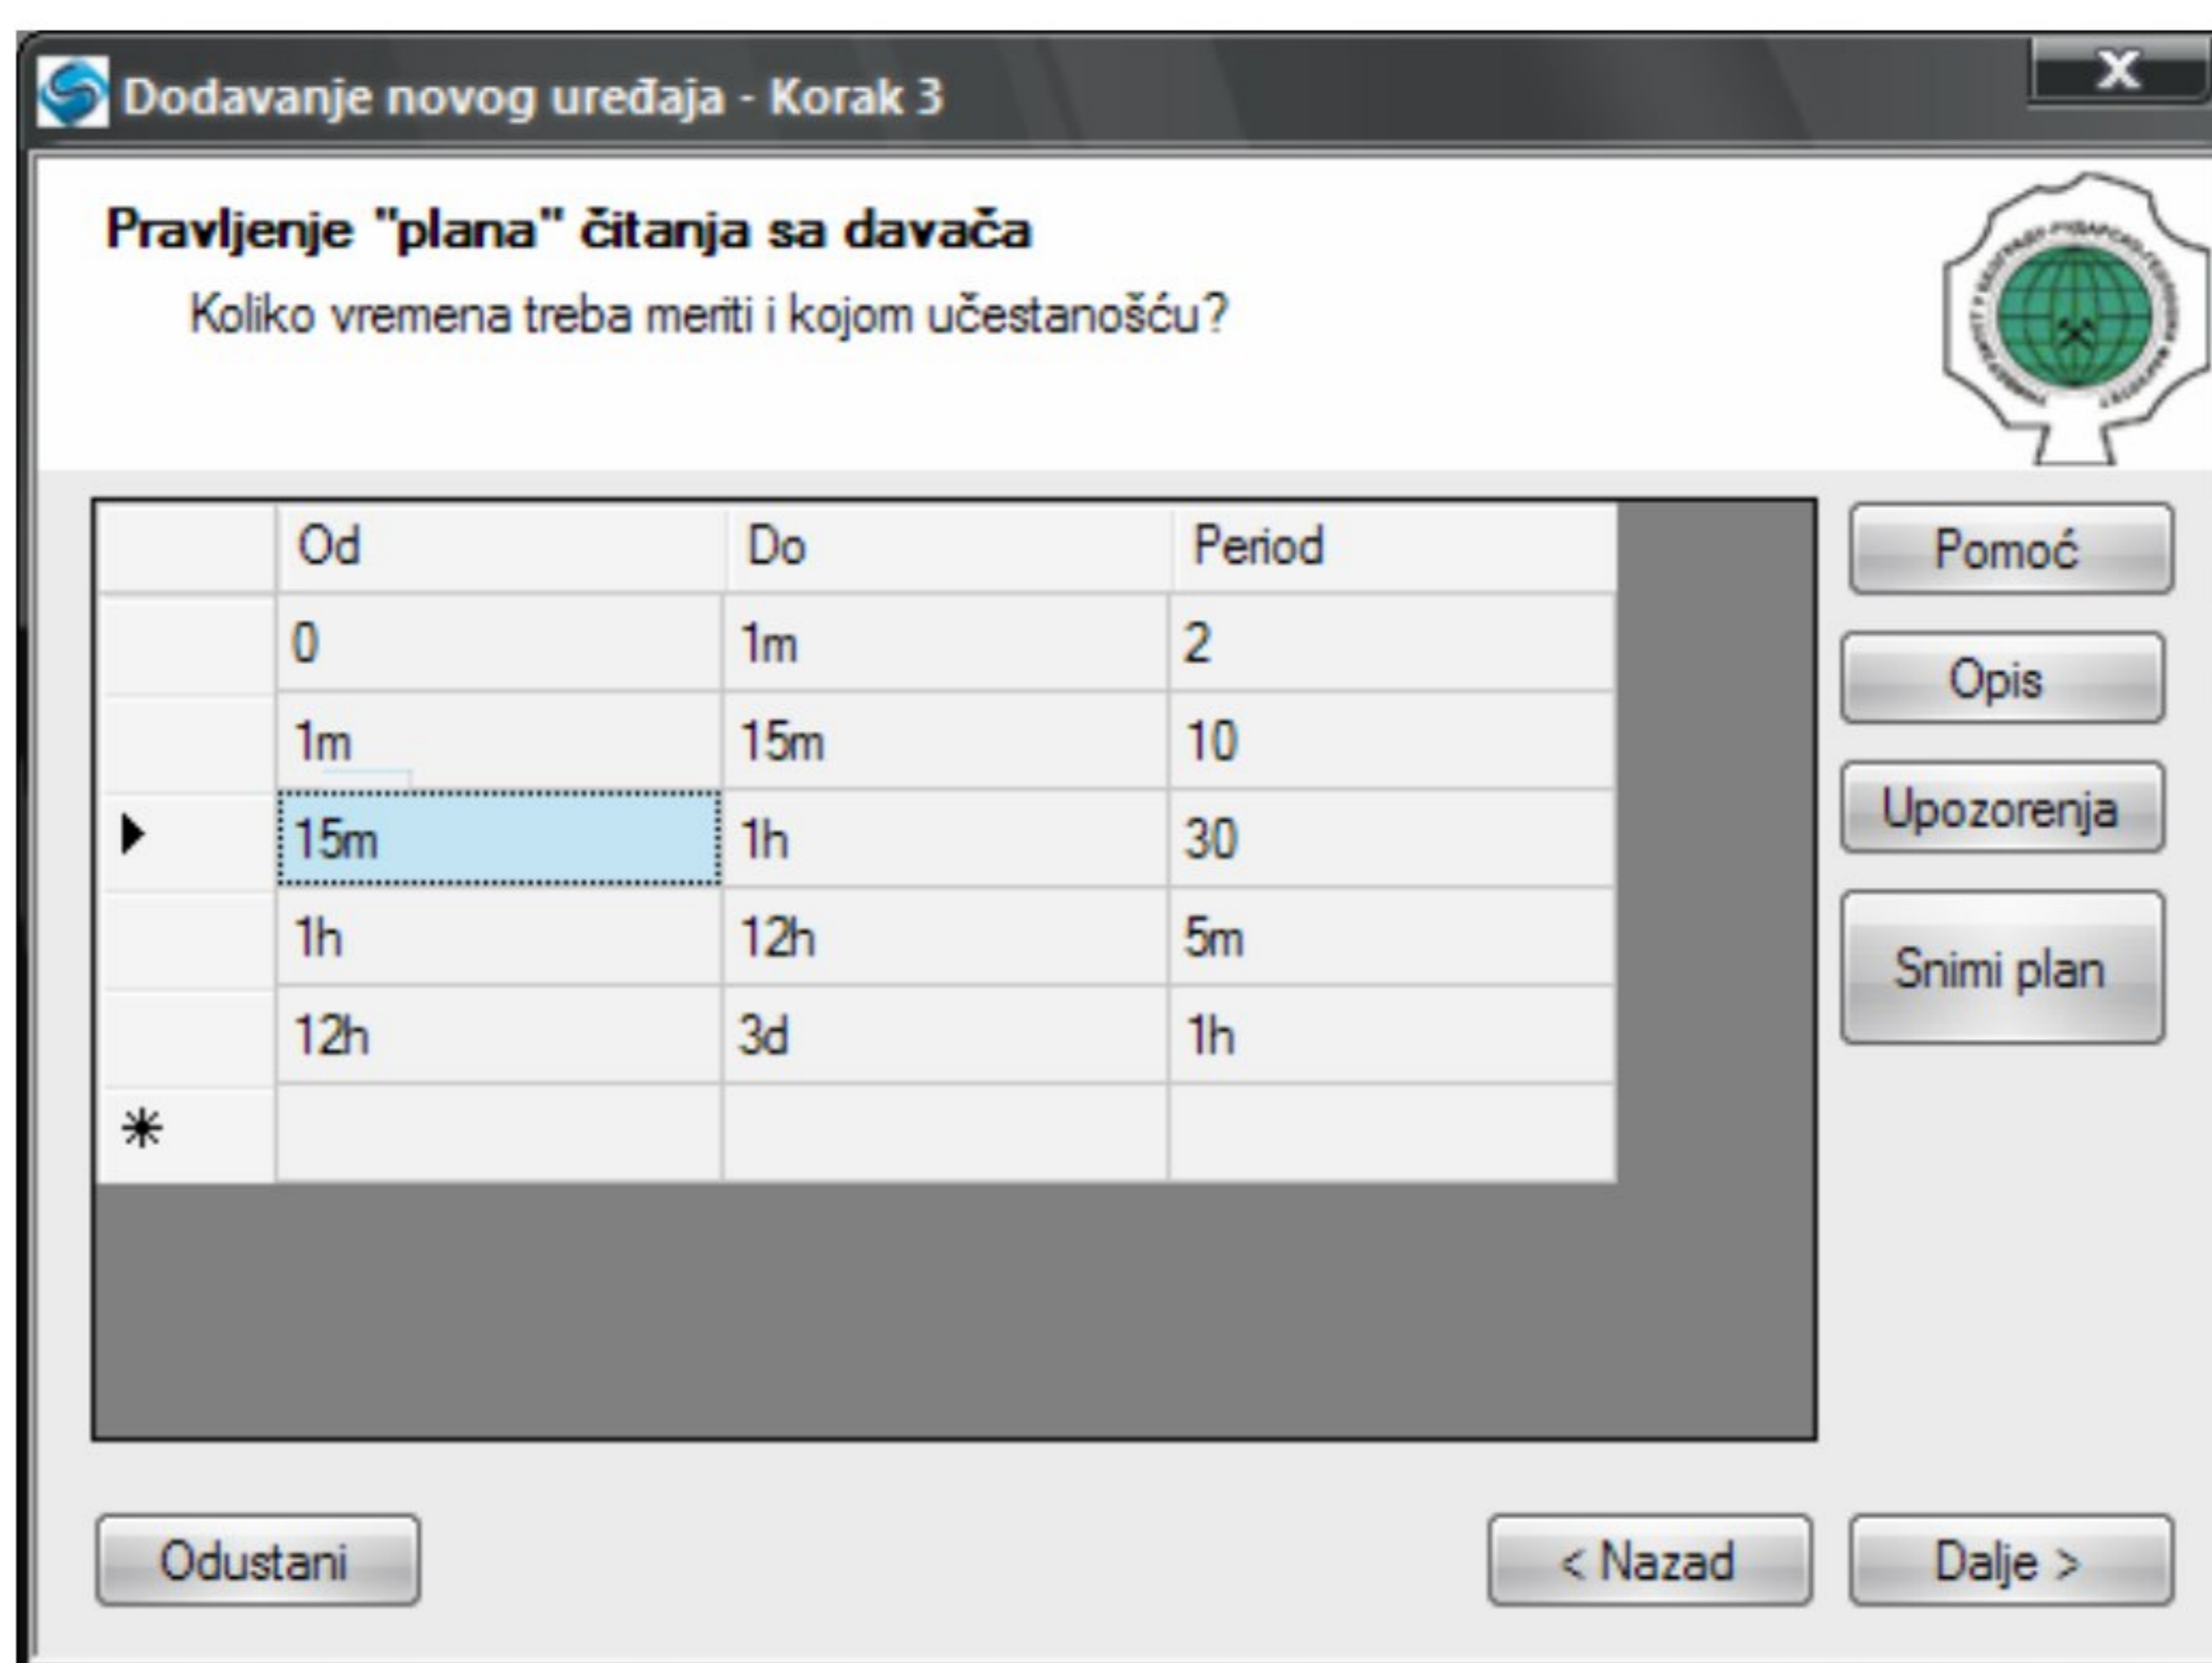 Dodavanje novog uređaja - Korak 3
Pravljenje "plana" čitanja sa davača
Koliko vremena treba meriti i kojom učestanošću?
Od Do Period
0 1m 2
1m 15m 10
15m 1h 30
1h 12h 5m
12h 3d 1h
Pomoć
Opis
Upozorenja
Snimi plan
Odustani
< Nazad
Dalje >